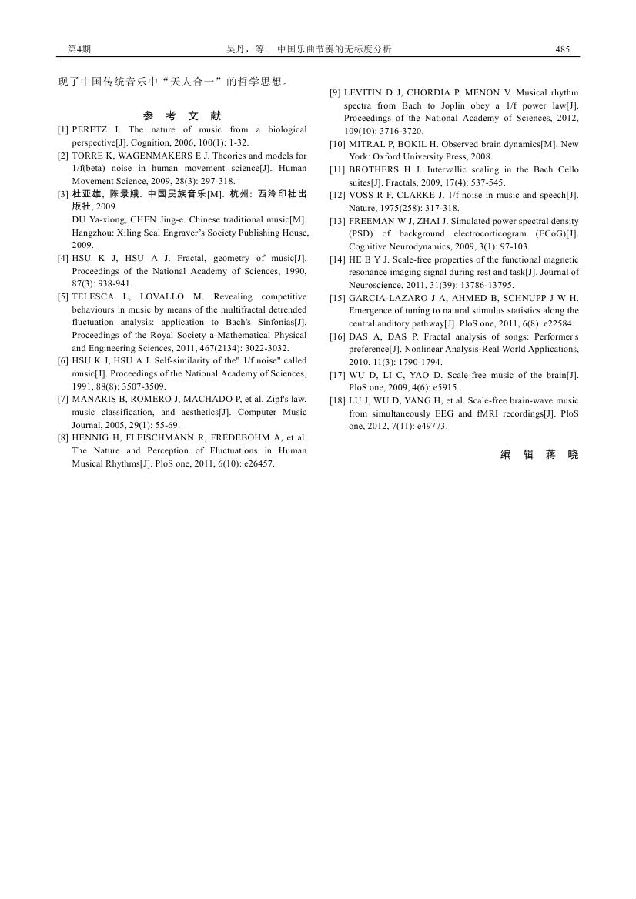 第4期 吴丹，等：中国乐曲节奏的无标度分析 485
现了中国传统音乐中“天人合一”的哲学思想。
参 考 文 献
[1] PERETZ I. The nature of music from a biological
perspective[J]. Cognition, 2006, 100(1): 1-32.
[2] TORRE K, WAGENMAKERS E J. Theories and models for
1/f(beta) noise in human movement science[J]. Human
Movement Science, 2009, 28(3): 297-318.
[3] 杜亚雄, 陈景娥. 中国民族音乐[M]. 杭州: 西泠印社出
版社, 2009.
DU Ya-xiong, CHEN Jing-e. Chinese traditional music[M].
Hangzhou: Xiling Seal Engraver's Society Publishing House,
2009.
[4] HSU K J, HSU A J. Fractal, geometry of music[J].
Proceedings of the National Academy of Sciences, 1990,
87(3): 938-941.
[5] TELESCA L, LOVALLO M. Revealing competitive
behaviours in music by means of the multifractal detrended
fluctuation analysis: application to Bach's Sinfonias[J].
Proceedings of the Royal Society a-Mathematical Physical
and Engineering Sciences, 2011, 467(2134): 3022-3032.
[6] HSU K J, HSU A J. Self-similarity of the" 1/f noise" called
music[J]. Proceedings of the National Academy of Sciences,
1991, 88(8): 3507-3509.
[7] MANARIS B, ROMERO J, MACHADO P, et al. Zipf's law,
music classification, and aesthetics[J]. Computer Music
Journal, 2005, 29(1): 55-69.
[8] HENNIG H, FLEISCHMANN R, FREDEBOHM A, et al.
The Nature and Perception of Fluctuations in Human
Musical Rhythms[J]. PloS one, 2011, 6(10): e26457.
[9] LEVITIN D J, CHORDIA P, MENON V. Musical rhythm
spectra from Bach to Joplin obey a 1/f power law[J].
Proceedings of the National Academy of Sciences, 2012,
109(10): 3716-3720.
[10] MITRAL P, BOKIL H. Observed brain dynamics[M]. New
York: Oxford University Press, 2008.
[11] BROTHERS H J. Intervallic scaling in the Bach Cello
suites[J]. Fractals, 2009, 17(4): 537-545.
[12] VOSS R F, CLARKE J. 1/f noise in music and speech[J].
Nature, 1975(258): 317-318.
[13] FREEMAN W J, ZHAI J. Simulated power spectral density
(PSD) of background electrocorticogram (ECoG)[J].
Cognitive Neurodynamics, 2009, 3(1): 97-103.
[14] HE B Y J. Scale-free properties of the functional magnetic
resonance imaging signal during rest and task[J]. Journal of
Neuroscience, 2011, 31(39): 13786-13795.
[15] GARCIA-LAZARO J A, AHMED B, SCHNUPP J W H.
Emergence of tuning to natural stimulus statistics along the
central auditory pathway[J]. PloS one, 2011, 6(8): e22584.
[16] DAS A, DAS P. Fractal analysis of songs: Performer's
preference[J]. Nonlinear Analysis-Real World Applications,
2010, 11(3): 1790-1794.
[17] WU D, LI C, YAO D. Scale-free music of the brain[J].
PloS one, 2009, 4(6): e5915.
[18] LU J, WU D, YANG H, et al. Scale-free brain-wave music
from simultaneously EEG and fMRI recordings[J]. PloS
one, 2012, 7(11): e49773.
编 辑 蒋 晓